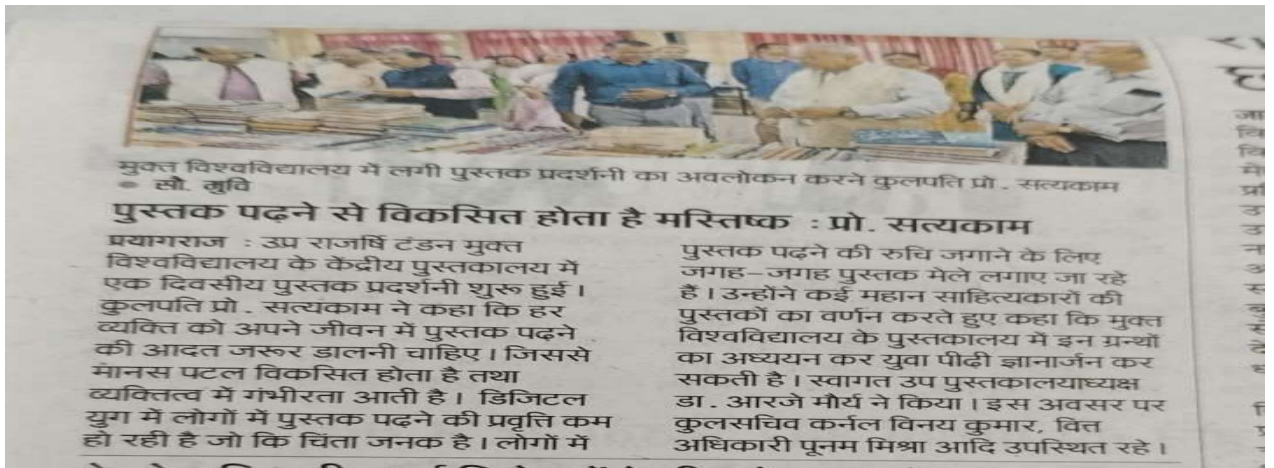 मुक्त विश्वविद्यालय में लगी पुस्तक प्रदर्शनी का अवलोकन करने कुलपति प्रो. सत्यकाम
● सौ. मुवि
पुस्तक पढ़ने से विकसित होता है मस्तिष्क : प्रो. सत्यकाम
प्रयागराज : उप्र राजर्षि टंडन मुक्त
विश्वविद्यालय के केंद्रीय पुस्तकालय में
एक दिवसीय पुस्तक प्रदर्शनी शुरू हुई।
कुलपति प्रो. सत्यकाम ने कहा कि हर
व्यक्ति को अपने जीवन में पुस्तक पढ़ने
की आदत जरूर डालनी चाहिए। जिससे
मानस पटल विकसित होता है तथा
व्यक्तित्व में गंभीरता आती है। डिजिटल
युग में लोगों में पुस्तक पढ़ने की प्रवृत्ति कम
हो रही है जो कि चिंता जनक है। लोगों में
पुस्तक पढ़ने की रुचि जगाने के लिए
जगह-जगह पुस्तक मेले लगाए जा रहे
हैं। उन्होंने कई महान साहित्यकारों की
पुस्तकों का वर्णन करते हुए कहा कि मुक्त
विश्वविद्यालय के पुस्तकालय में इन ग्रन्थों
का अध्ययन कर युवा पीढ़ी ज्ञानार्जन कर
सकती है। स्वागत उप पुस्तकालयाध्यक्ष
डा. आरजे मौर्य ने किया। इस अवसर पर
कुलसचिव कर्नल विनय कुमार, वित्त
अधिकारी पूनम मिश्रा आदि उपस्थित रहे।